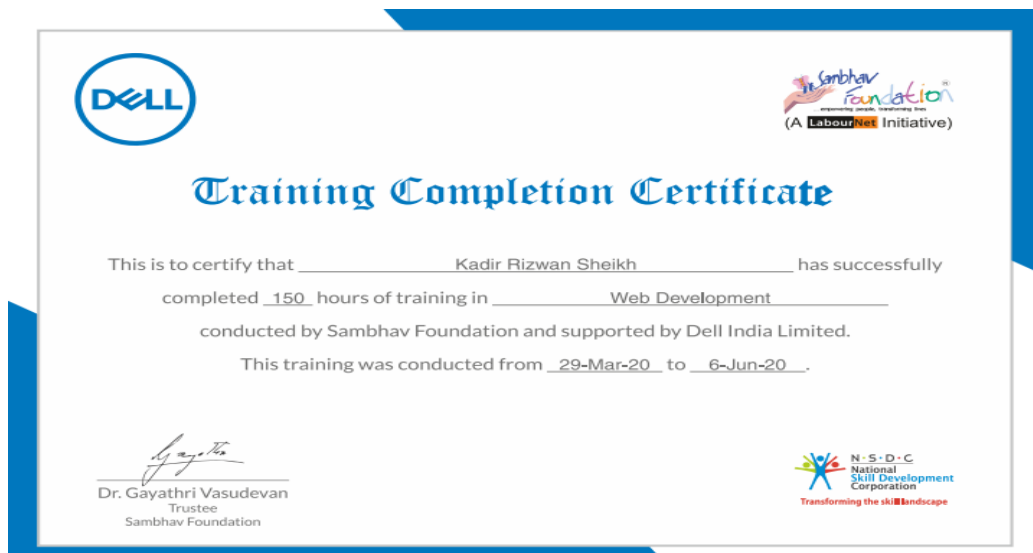 DELL
Sambhav
Foundation
... empowering people, transforming lives
(A LabourNet Initiative)
Training Completion Certificate
This is to certify that Kadir Rizwan Sheikh has successfully
completed 150 hours of training in Web Development
conducted by Sambhav Foundation and supported by Dell India Limited.
This training was conducted from 29-Mar-20 to 6-Jun-20.
Dr. Gayathri Vasudevan
Trustee
Sambhav Foundation
N·S·D·C
National
Skill Development
Corporation
Transforming the skill landscape